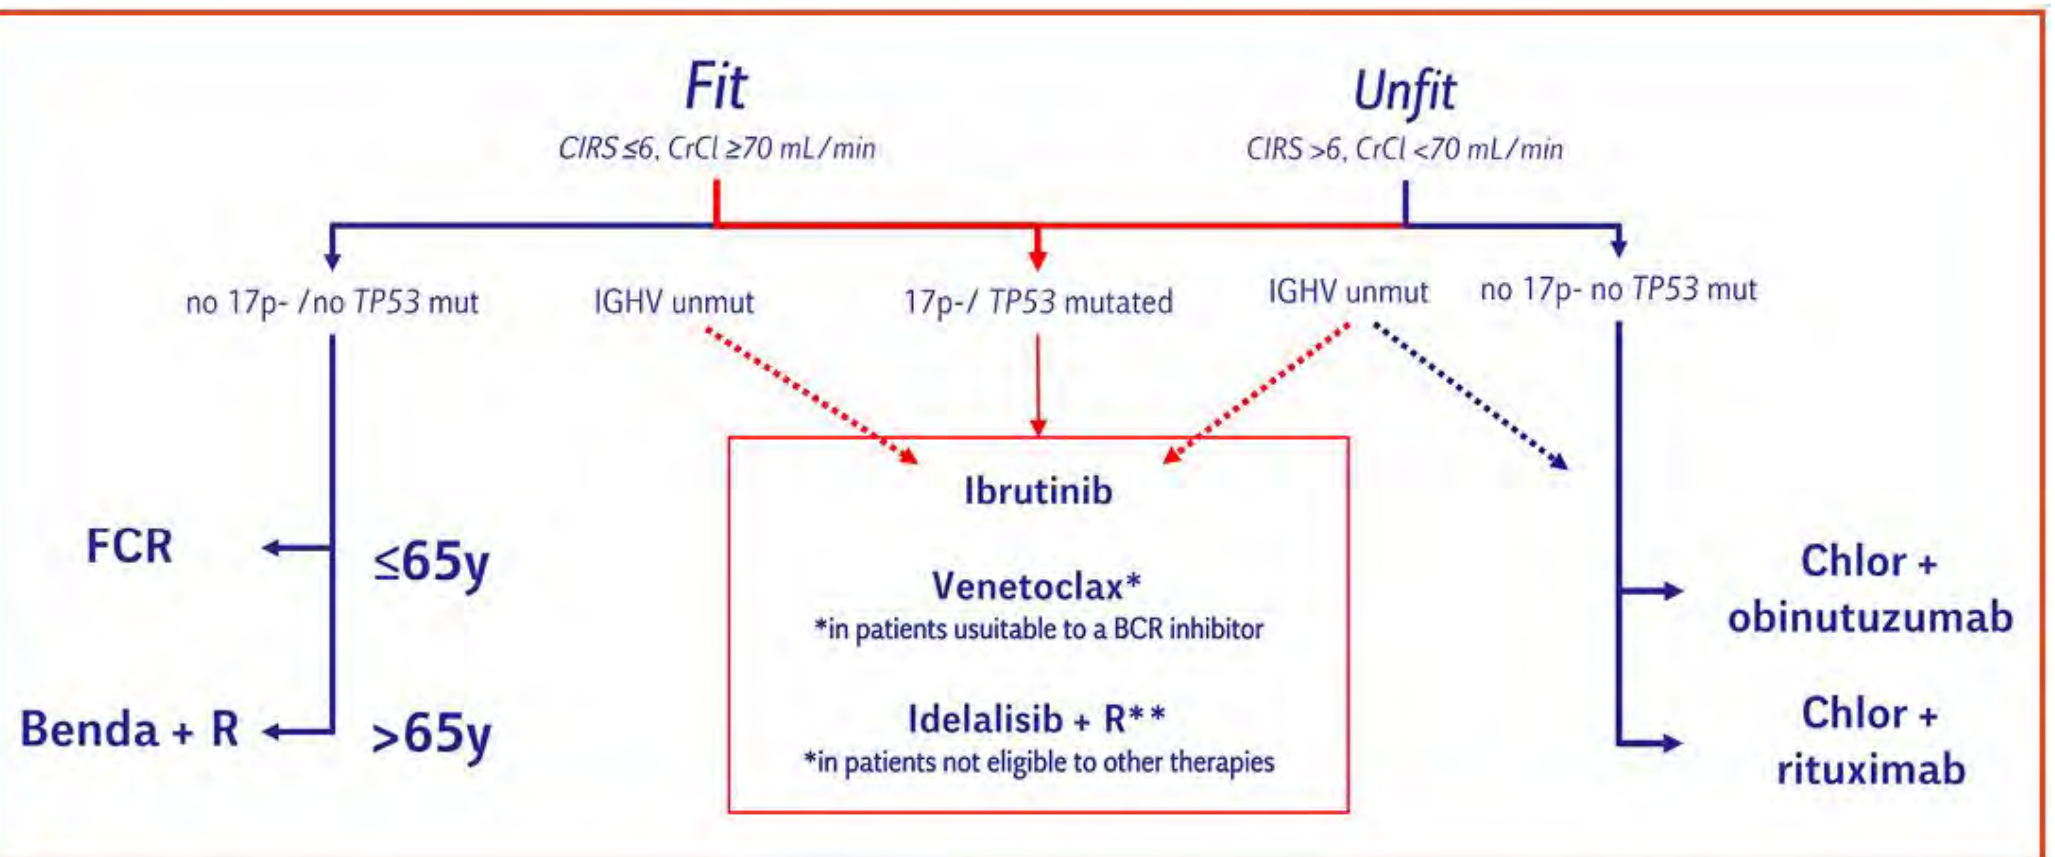 Fit
CIRS ≤6, CrCl ≥70 mL/min
Unfit
CIRS >6, CrCl <70 mL/min
no 17p- /no TP53 mut
IGHV unmut
17p-/ TP53 mutated
IGHV unmut
no 17p- no TP53 mut
FCR
≤65y
Benda + R
>65y
Ibrutinib
Venetoclax*
*in patients usuitable to a BCR inhibitor
Idelalisib + R**
*in patients not eligible to other therapies
Chlor +
obinutuzumab
Chlor +
rituximab